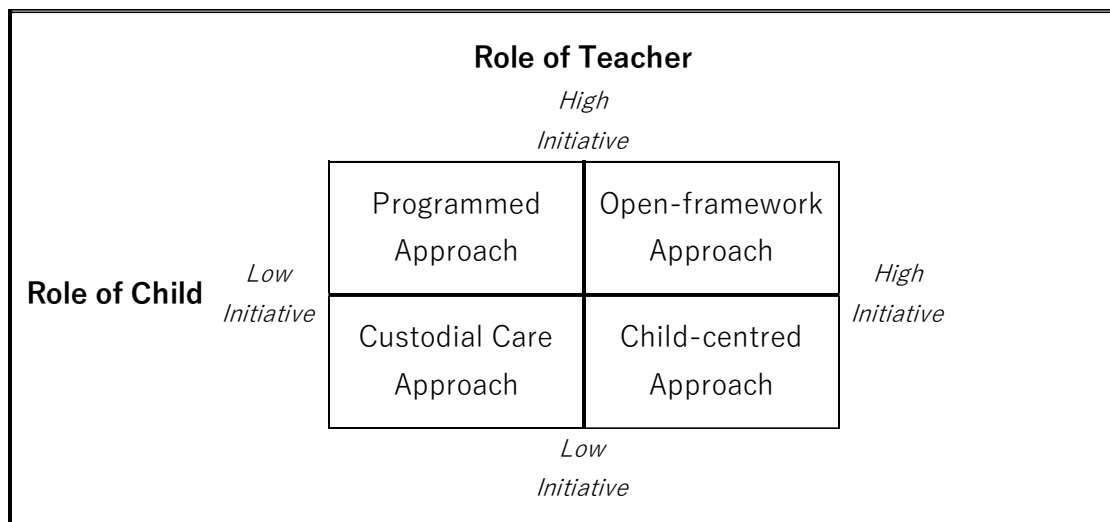 Role of Teacher
High
Initiative
Programmed
Approach
Open-framework
Approach
Role of Child
Low
Initiative
High
Initiative
Custodial Care
Approach
Child-centred
Approach
Low
Initiative